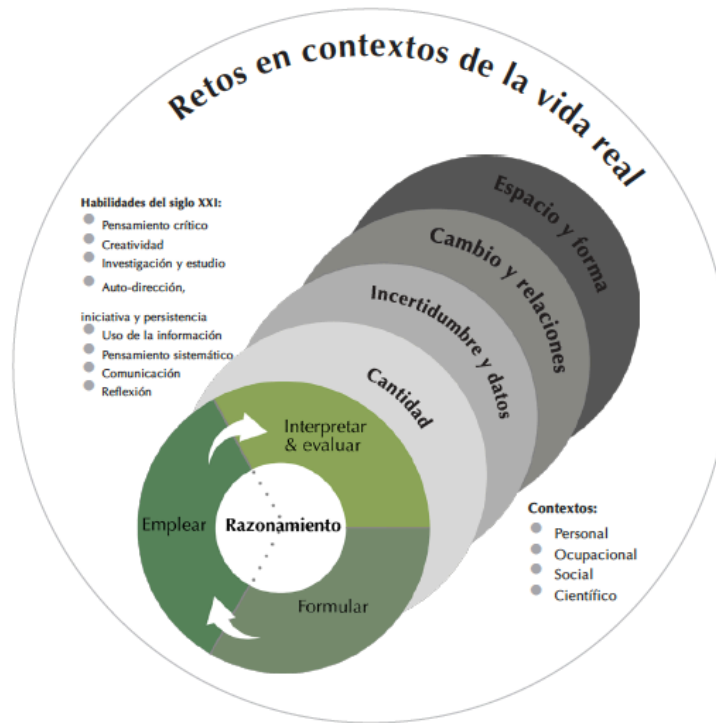 Retos en contextos de la vida real
Habilidades del siglo XXI:
Pensamiento crítico
Creatividad
Investigación y estudio
Auto-dirección,
iniciativa y persistencia
Uso de la información
Pensamiento sistemático
Comunicación
Reflexión
Espacio y forma
Cambio y relaciones
Incertidumbre y datos
Cantidad
Interpretar
& evaluar
Emplear
Razonamiento
Formular
Contextos:
Personal
Ocupacional
Social
Científico